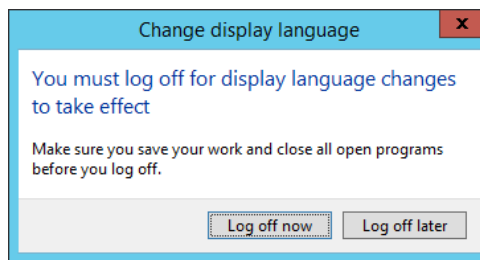 Change display language
x
You must log off for display language changes
to take effect
Make sure you save your work and close all open programs
before you log off.
Log off now Log off later